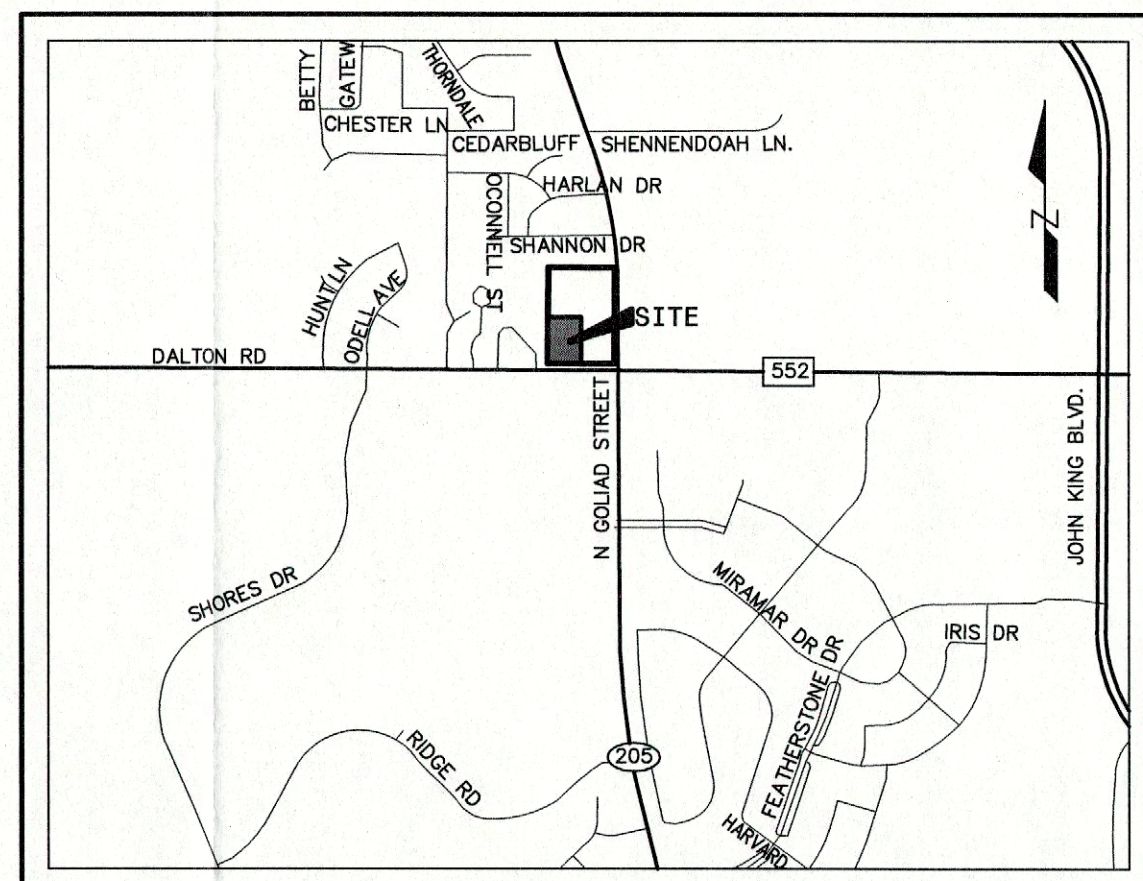 BETTY
GATEW
THORNDALE
CHESTER LN
CEDARBLUFF
SHENNENDOAH LN.
OCONNELL ST
HARLAN DR
SHANNON DR
N
HUNT LN
ODELL AVE
SITE
DALTON RD
552
N GOLIAD STREET
JOHN KING BLVD.
SHORES DR
MIRAMAR DR
IRIS DR
FEATHERSTONE DR
RIDGE RD
205
HARVARD